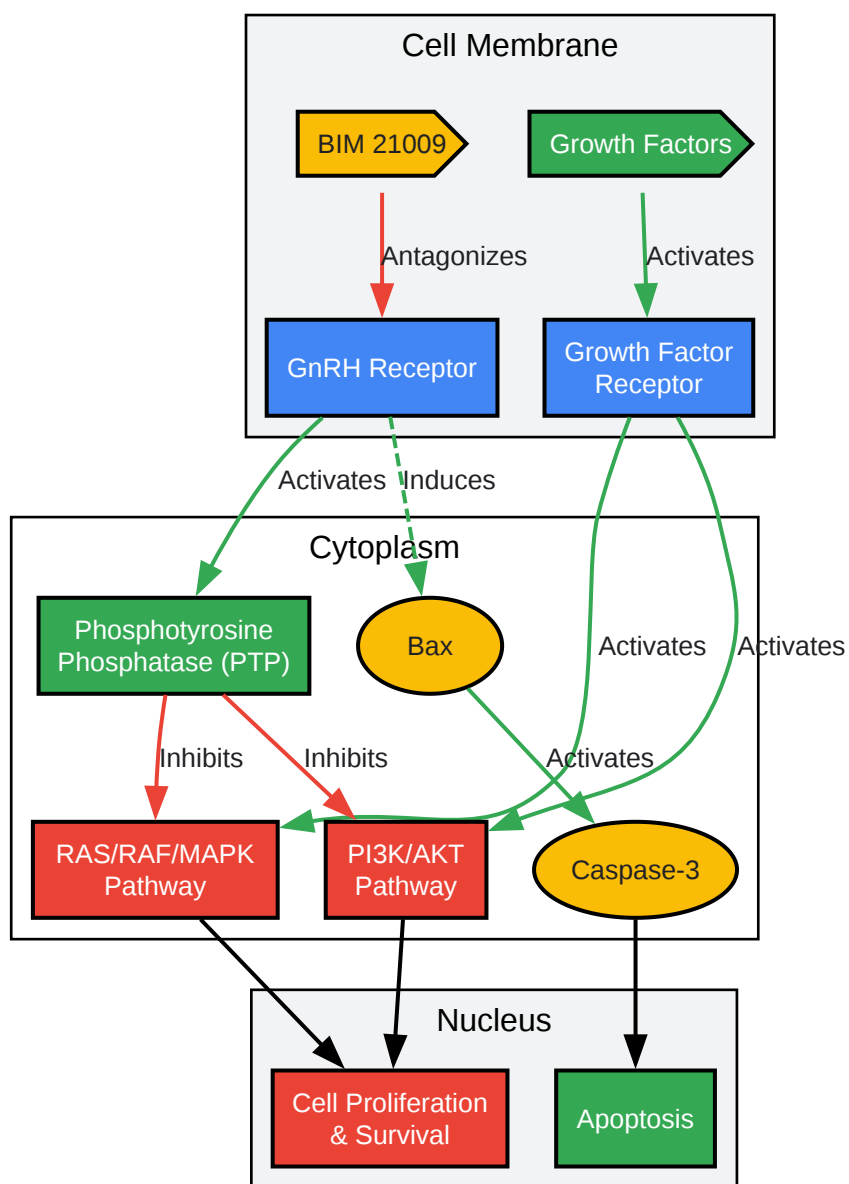 Cell Membrane
BIM 21009
Growth Factors
Antagonizes
Activates
GnRH Receptor
Growth Factor
Receptor
Activates
Induces
Cytoplasm
Phosphotyrosine
Phosphatase (PTP)
Bax
Activates
Activates
Inhibits
Inhibits
Activates
RAS/RAF/MAPK
Pathway
PI3K/AKT
Pathway
Caspase-3
Nucleus
Cell Proliferation
& Survival
Apoptosis